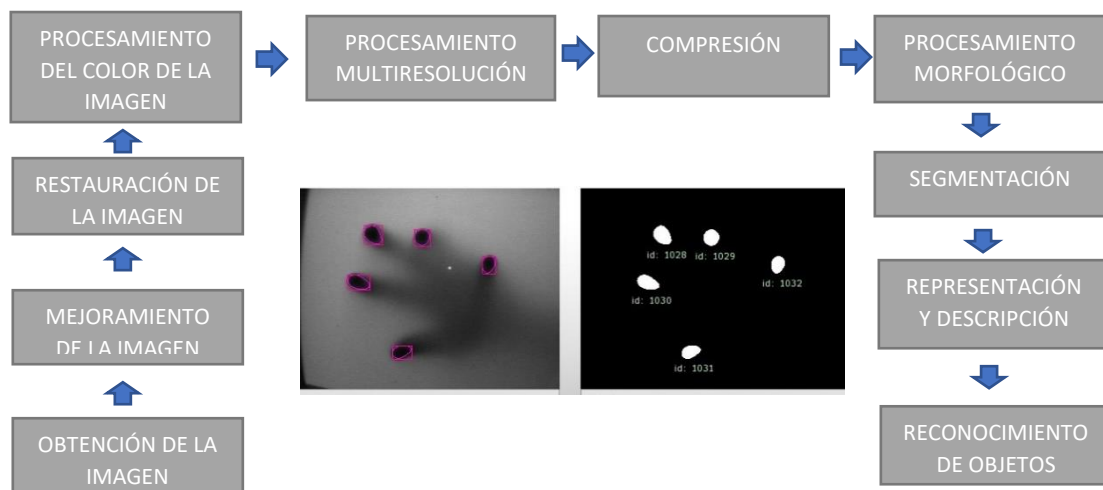 PROCESAMIENTO
DEL COLOR DE LA
IMAGEN
PROCESAMIENTO
MULTIRESOLUCIÓN
COMPRESIÓN
PROCESAMIENTO
MORFOLÓGICO
RESTAURACIÓN DE
LA IMAGEN
SEGMENTACIÓN
MEJORAMIENTO
DE LA IMAGEN
REPRESENTACIÓN
Y DESCRIPCIÓN
OBTENCIÓN DE LA
IMAGEN
RECONOCIMIENTO
DE OBJETOS
id: 1028
id: 1029
id: 1032
id: 1030
id: 1031